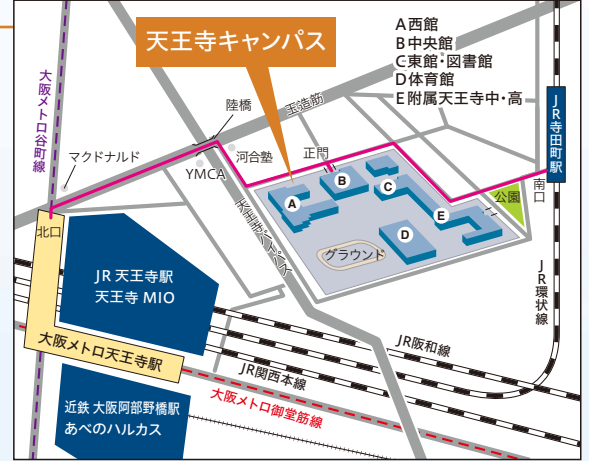 天王寺キャンパス
A西館
B中央館
C東館・図書館
D体育館
E附属天王寺中・高
大阪メトロ谷町線
陸橋
玉造筋
JR寺田町駅
マクドナルド
河合塾
正門
YMCA
南口
公園
A
B
C
D
E
天王寺バイパス
グラウンド
北口
JR 天王寺駅
天王寺 MIO
JR環状線
大阪メトロ天王寺駅
JR阪和線
JR関西本線
大阪メトロ御堂筋線
近鉄 大阪阿部野橋駅
あべのハルカス